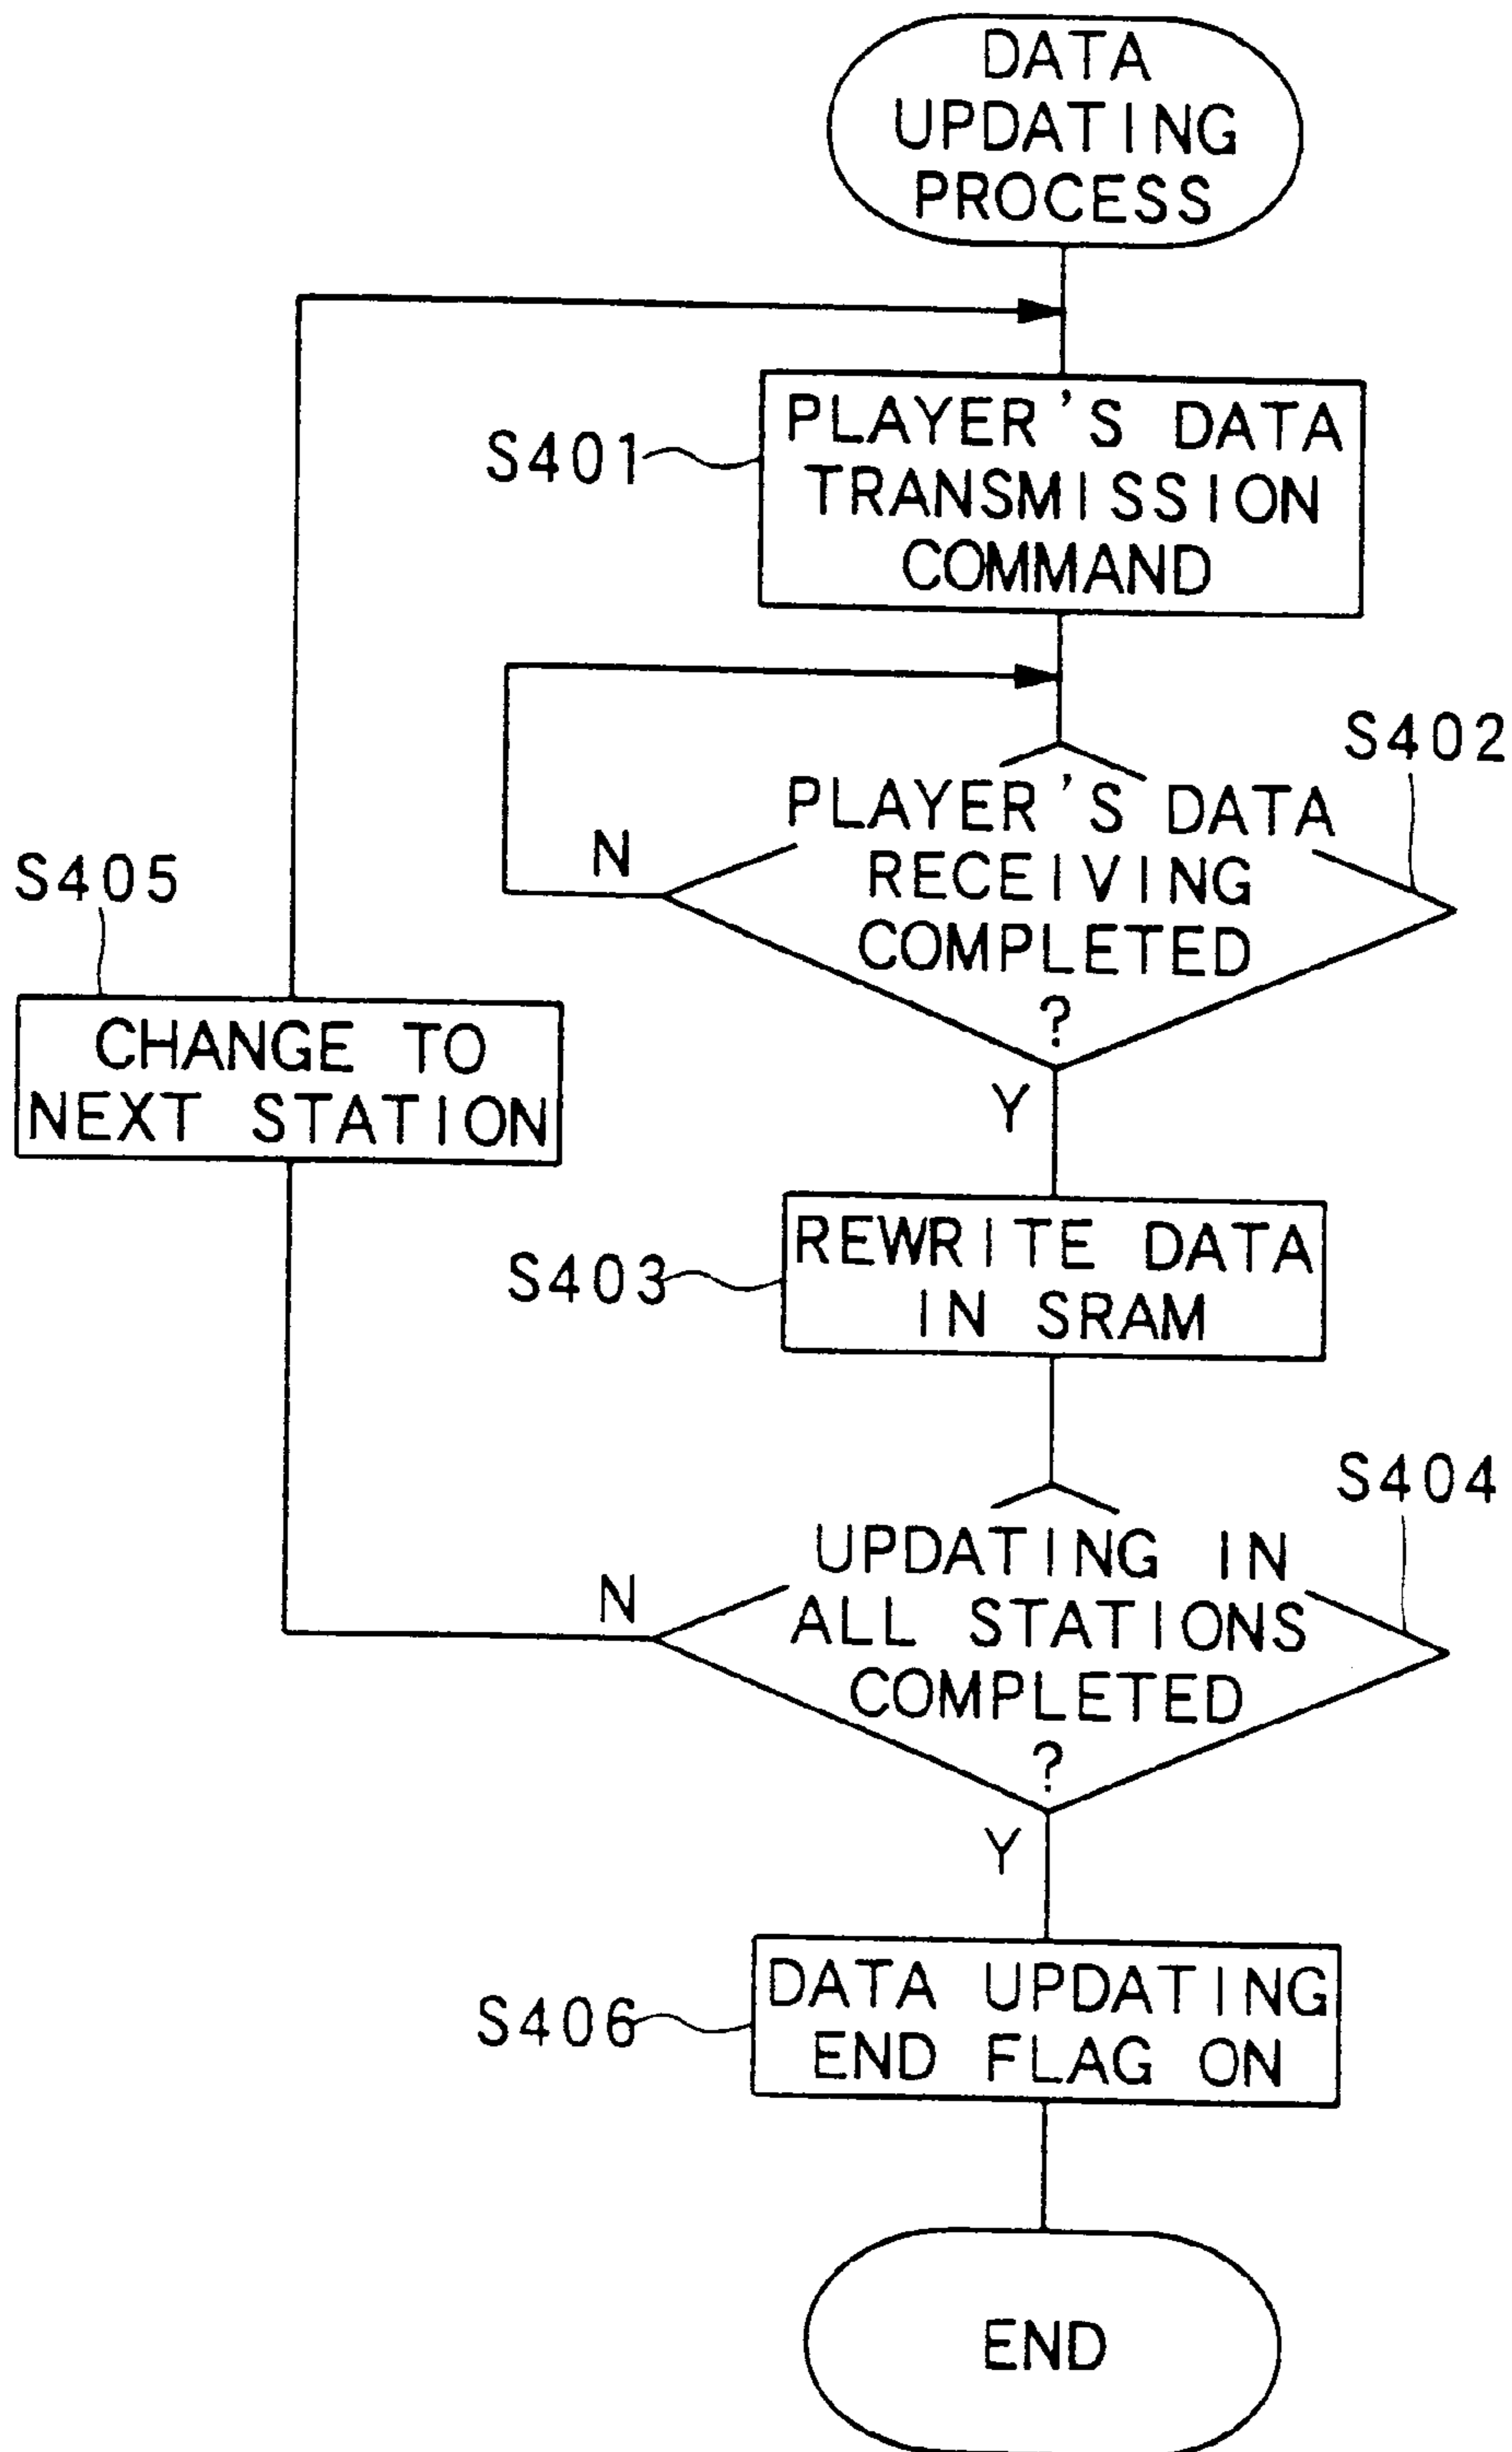 DATA
UPDATING
PROCESS
S401
PLAYER'S DATA
TRANSMISSION
COMMAND
S402
PLAYER'S DATA
RECEIVING
COMPLETED
?
N
Y
S405
CHANGE TO
NEXT STATION
S403
REWRITE DATA
IN SRAM
S404
UPDATING IN
ALL STATIONS
COMPLETED
?
N
Y
S406
DATA UPDATING
END FLAG ON
END